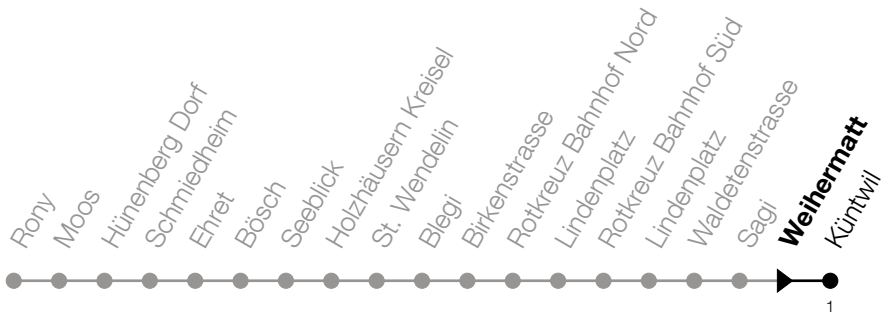 Rony
Moos
Hünenberg Dorf
Schmiedheim
Ehret
Bösch
Seeblick
Holzhäusern Kreisel
St. Wendelin
Blegi
Birkenstrasse
Rotkreuz Bahnhof Nord
Lindenplatz
Rotkreuz Bahnhof Süd
Lindenplatz
Waldetenstrasse
Sagi
Weihermatt
Küntwil
1